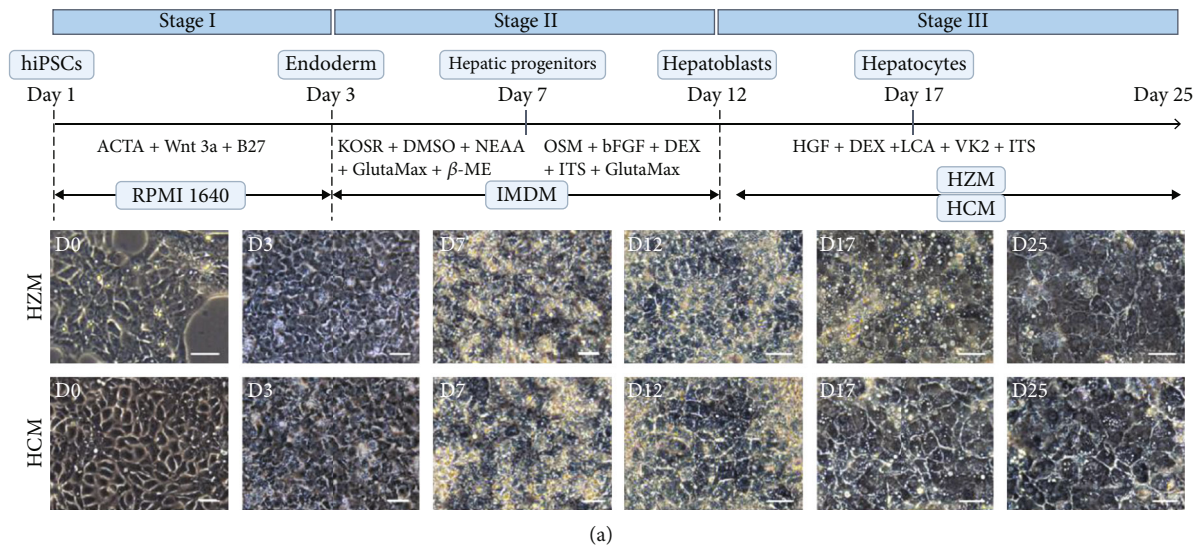 Stage I Stage II Stage III
hiPSCs Endoderm Hepatic progenitors Hepatoblasts Hepatocytes
Day 1 Day 3 Day 7 Day 12 Day 17 Day 25
ACTA + Wnt 3a + B27
KOSR + DMSO + NEAA
+ GlutaMax + β-ME
OSM + bFGF + DEX
+ ITS + GlutaMax
HGF + DEX +LCA + VK2 + ITS
RPMI 1640 IMDM HZM
HCM
HZM
D0 D3 D7 D12 D17 D25
HCM
D0 D3 D7 D12 D17 D25
(a)